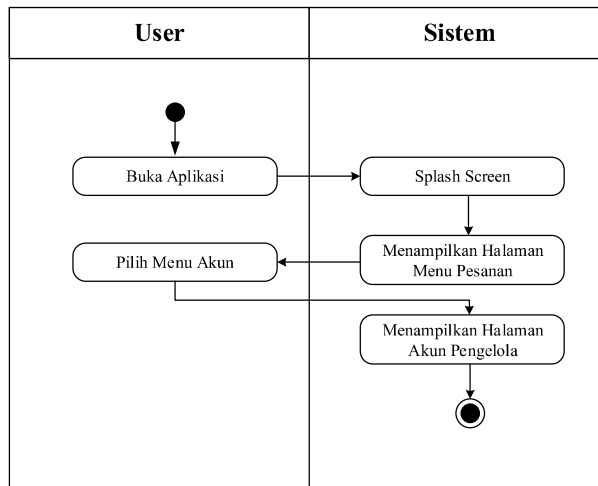 User
Sistem
Buka Aplikasi
Splash Screen
Menampilkan Halaman
Menu Pesanan
Pilih Menu Akun
Menampilkan Halaman
Akun Pengelola